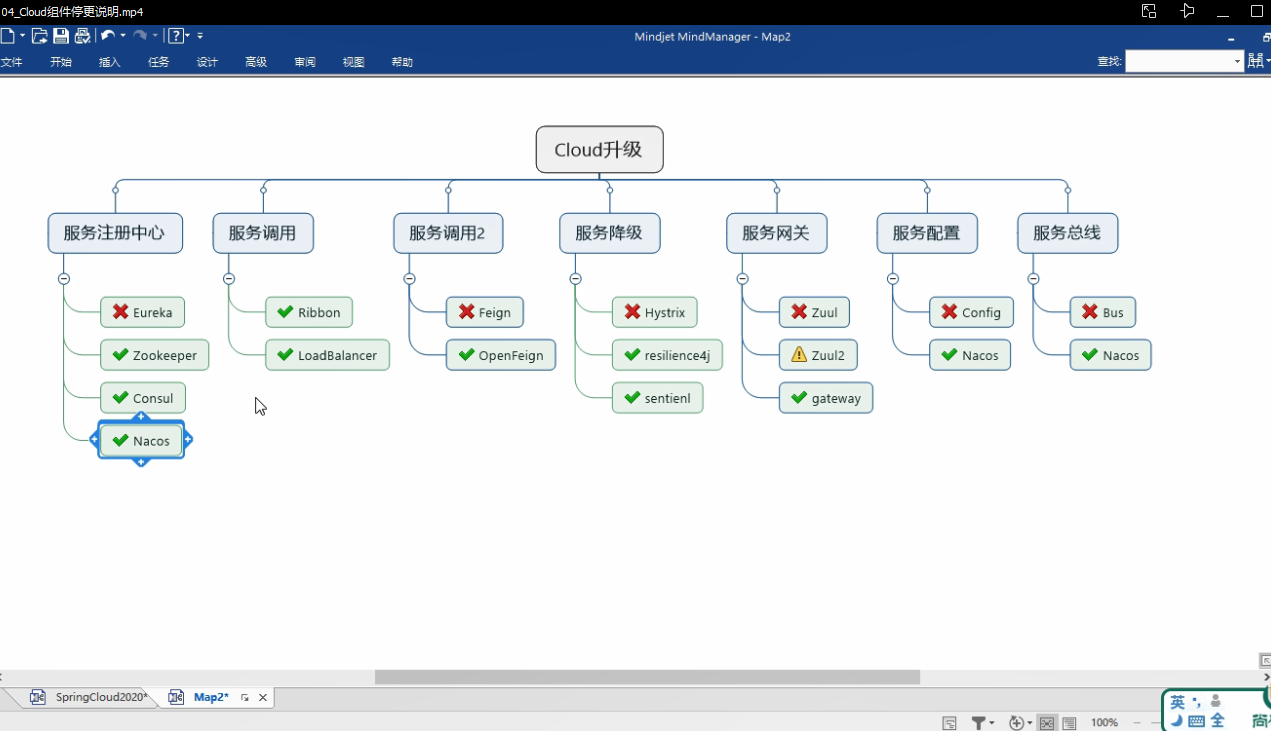 04_Cloud组件停更说明.mp4
Mindjet MindManager - Map2
文件 开始 插入 任务 设计 高级 审阅 视图 帮助 查找:
Cloud升级
服务注册中心 服务调用 服务调用2 服务降级 服务网关 服务配置 服务总线
Eureka Ribbon Feign Hystrix Zuul Config Bus
Zookeeper LoadBalancer OpenFeign resilience4j Zuul2 Nacos Nacos
Consul sentienl gateway
Nacos
SpringCloud2020* Map2*
英
全
100%